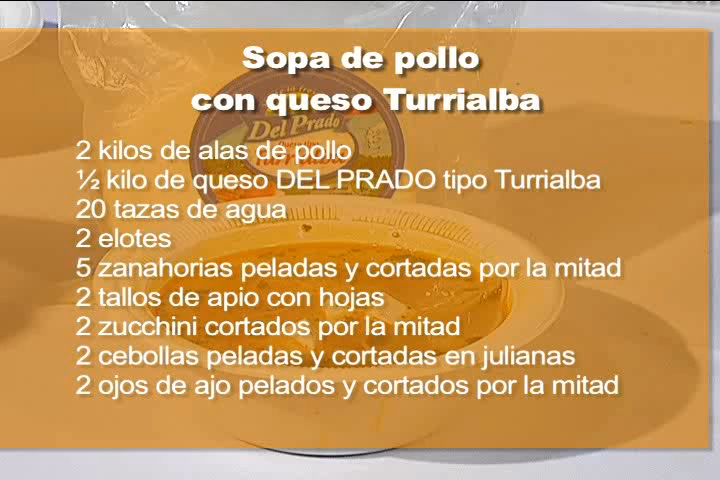 Sopa de pollo
con queso Turrialba
Del Prado
2 kilos de alas de pollo
½ kilo de queso DEL PRADO tipo Turrialba
20 tazas de agua
2 elotes
5 zanahorias peladas y cortadas por la mitad
2 tallos de apio con hojas
2 zucchini cortados por la mitad
2 cebollas peladas y cortadas en julianas
2 ojos de ajo pelados y cortados por la mitad